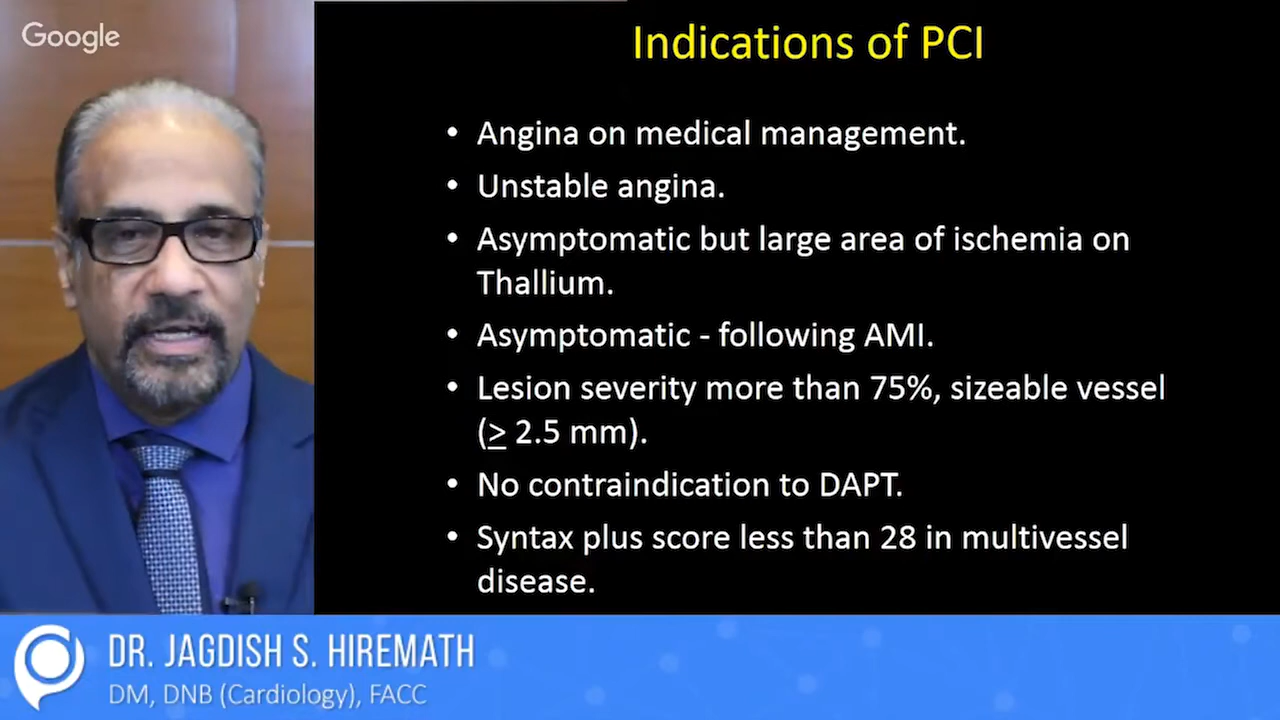 Google
Indications of PCI
• Angina on medical management.
• Unstable angina.
• Asymptomatic but large area of ischemia on
Thallium.
• Asymptomatic - following AMI.
• Lesion severity more than 75%, sizeable vessel
(≥ 2.5 mm).
• No contraindication to DAPT.
• Syntax plus score less than 28 in multivessel
disease.
DR. JAGDISH S. HIREMATH
DM, DNB (Cardiology), FACC